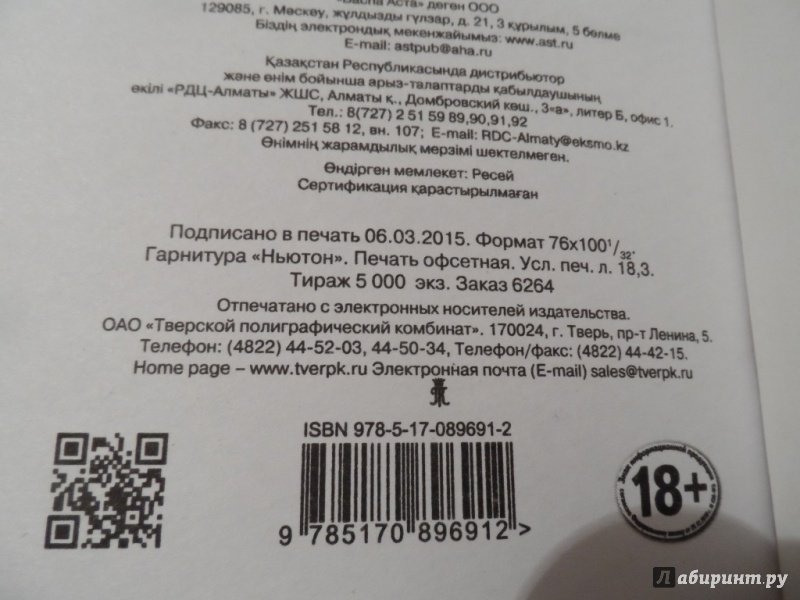 "Баспа Аста" деген ООО
129085, г. Мәскеу, жұлдызды гүлзар, д. 21, 3 құрылым, 5 бөлме
Біздің электрондық мекенжайымыз: www.ast.ru
E-mail: astpub@aha.ru
Қазақстан Республикасында дистрибьютор
және өнім бойынша арыз-талаптарды қабылдаушының
өкілі «РДЦ-Алматы» ЖШС, Алматы қ., Домбровский көш., 3«а», литер Б, офис 1.
Тел.: 8(727) 2 51 59 89,90,91,92
Факс: 8 (727) 251 58 12, вн. 107; E-mail: RDC-Almaty@eksmo.kz
Өнімнің жарамдылық мерзімі шектелмеген.
Өндірген мемлекет: Ресей
Сертификация қарастырылмаған
Подписано в печать 06.03.2015. Формат 76x100¹/₃₂.
Гарнитура «Ньютон». Печать офсетная. Усл. печ. л. 18,3.
Тираж 5 000 экз. Заказ 6264
Отпечатано с электронных носителей издательства.
ОАО «Тверской полиграфический комбинат». 170024, г. Тверь, пр-т Ленина, 5.
Телефон: (4822) 44-52-03, 44-50-34, Телефон/факс: (4822) 44-42-15.
Home page – www.tverpk.ru Электронная почта (E-mail) sales@tverpk.ru
ISBN 978-5-17-089691-2
9 785170 896912 >
Знак информационной продукции
18+
Лабиринт.ру